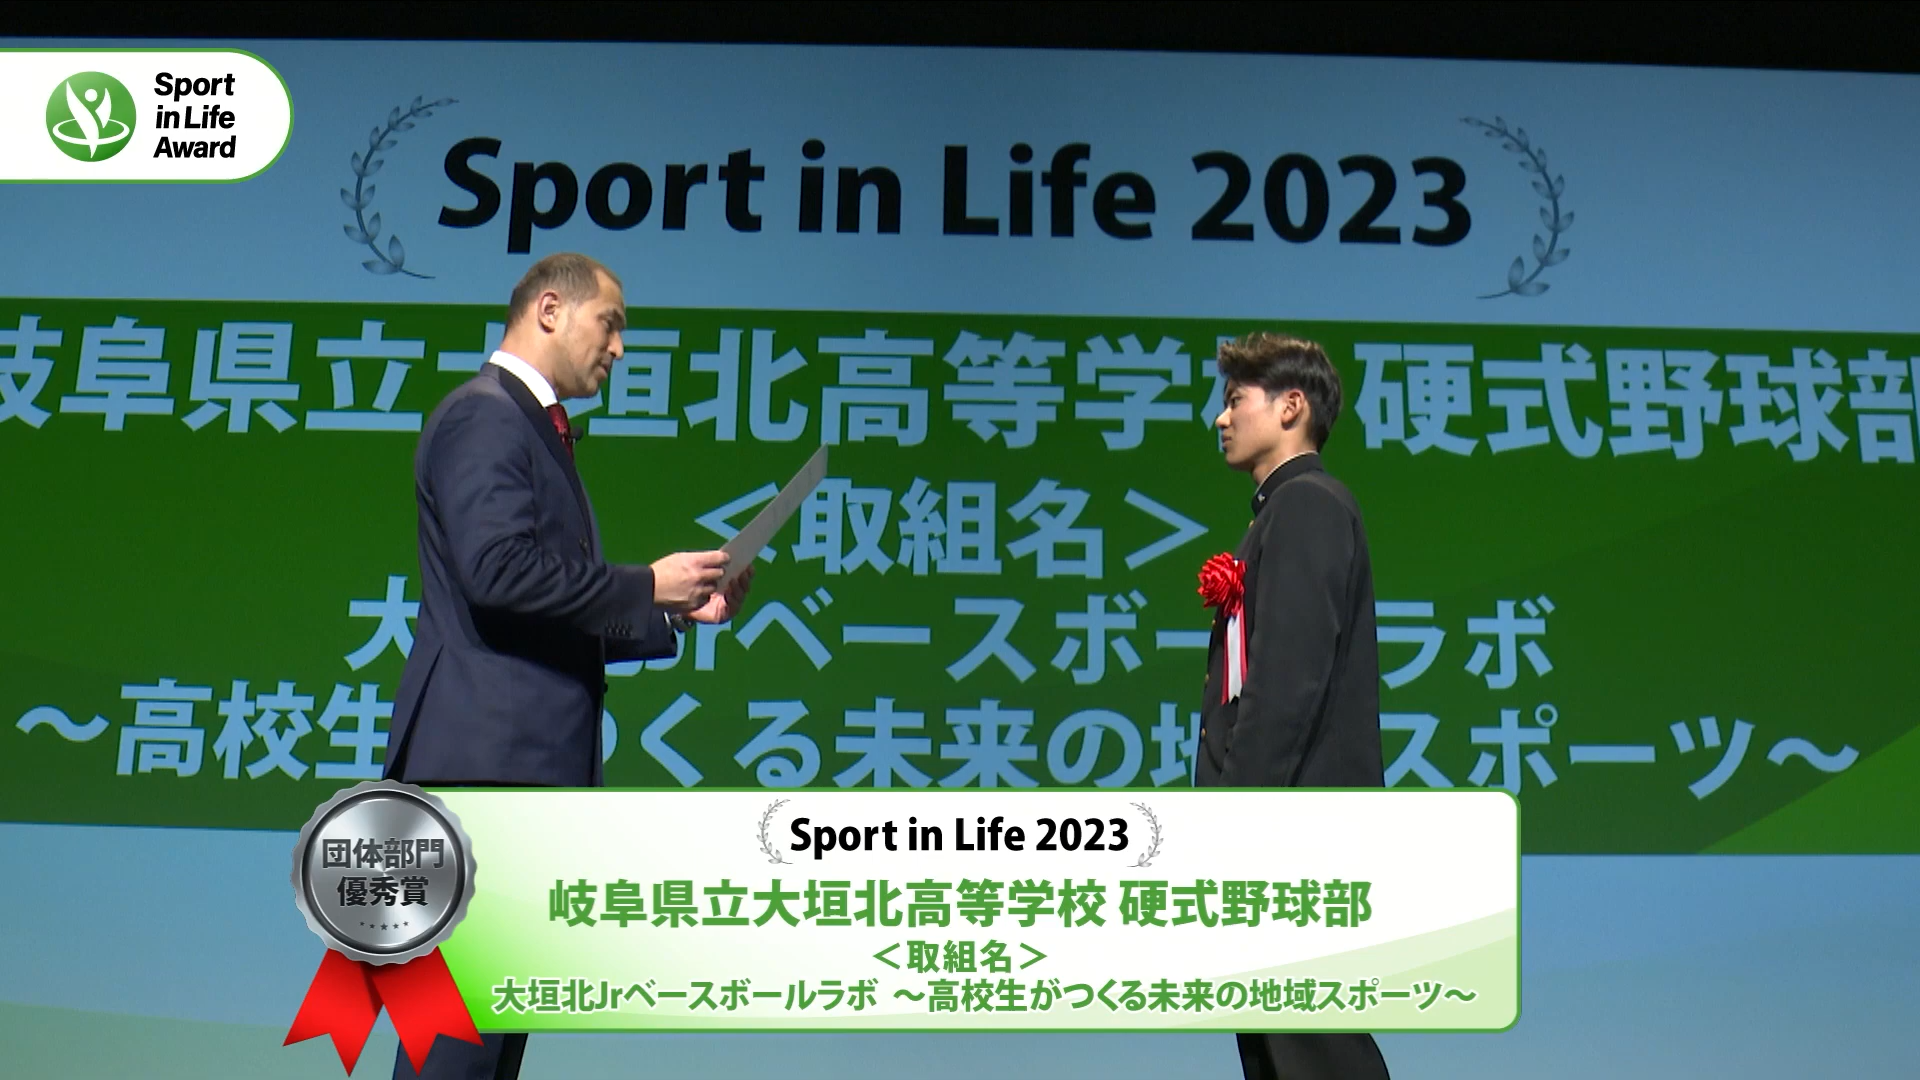 Sport
in Life
Award
Sport in Life 2023
岐阜県立大垣北高等学校 硬式野球部
＜取組名＞
大垣北Jrベースボールラボ
～高校生がつくる未来の地域スポーツ～
団体部門
優秀賞
Sport in Life 2023
岐阜県立大垣北高等学校 硬式野球部
＜取組名＞
大垣北Jrベースボールラボ ～高校生がつくる未来の地域スポーツ～